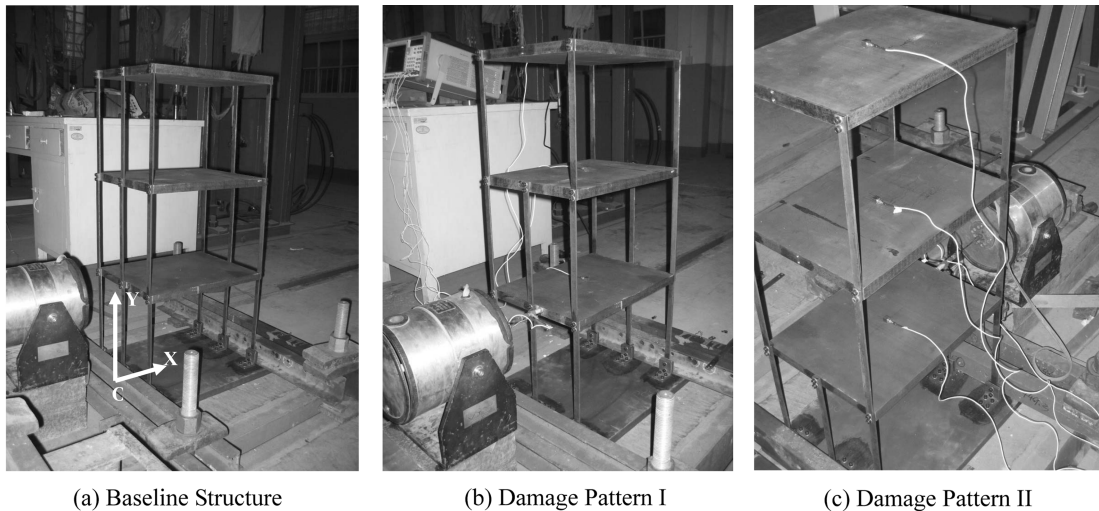 Y
X
C
(a) Baseline Structure
(b) Damage Pattern I
(c) Damage Pattern II